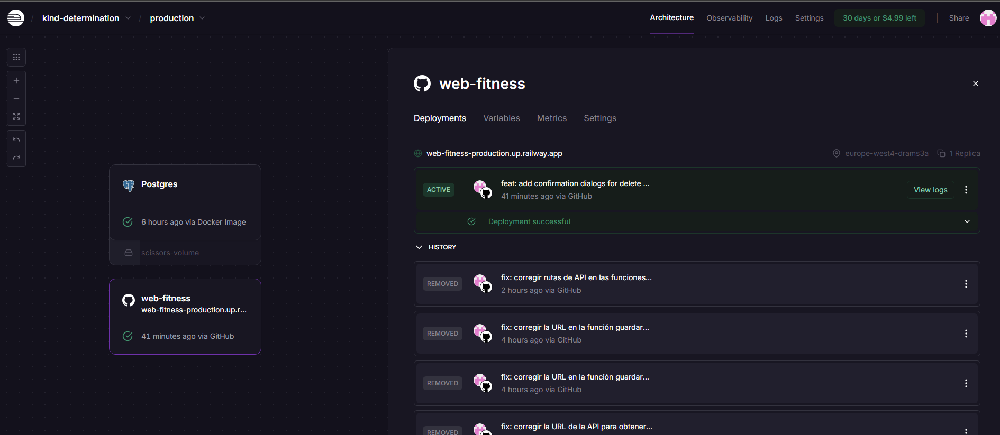 / kind-determination / production
Architecture Observability Logs Settings 30 days or $4.99 left | Share
Postgres
6 hours ago via Docker Image
scissors-volume
web-fitness
web-fitness-production.up.r...
41 minutes ago via GitHub
web-fitness
Deployments Variables Metrics Settings
web-fitness-production.up.railway.app europe-west4-drams3a 1 Replica
ACTIVE
feat: add confirmation dialogs for delete ...
41 minutes ago via GitHub
View logs
Deployment successful
HISTORY
REMOVED
fix: corregir rutas de API en las funciones...
2 hours ago via GitHub
REMOVED
fix: corregir la URL en la función guardar...
4 hours ago via GitHub
REMOVED
fix: corregir la URL en la función guardar...
4 hours ago via GitHub
REMOVED
fix: corregir la URL de la API para obtener...